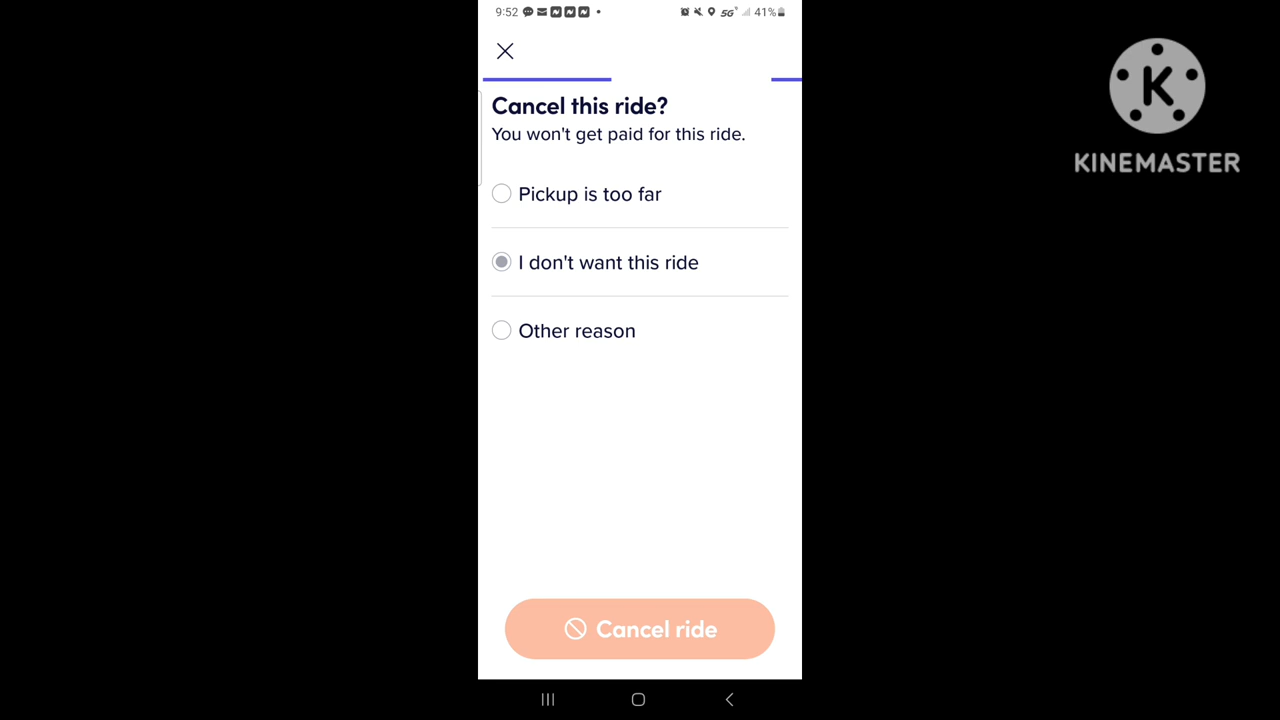 9:52
5G
41%
Cancel this ride?
You won't get paid for this ride.
Pickup is too far
I don't want this ride
Other reason
Cancel ride
K
KINEMASTER